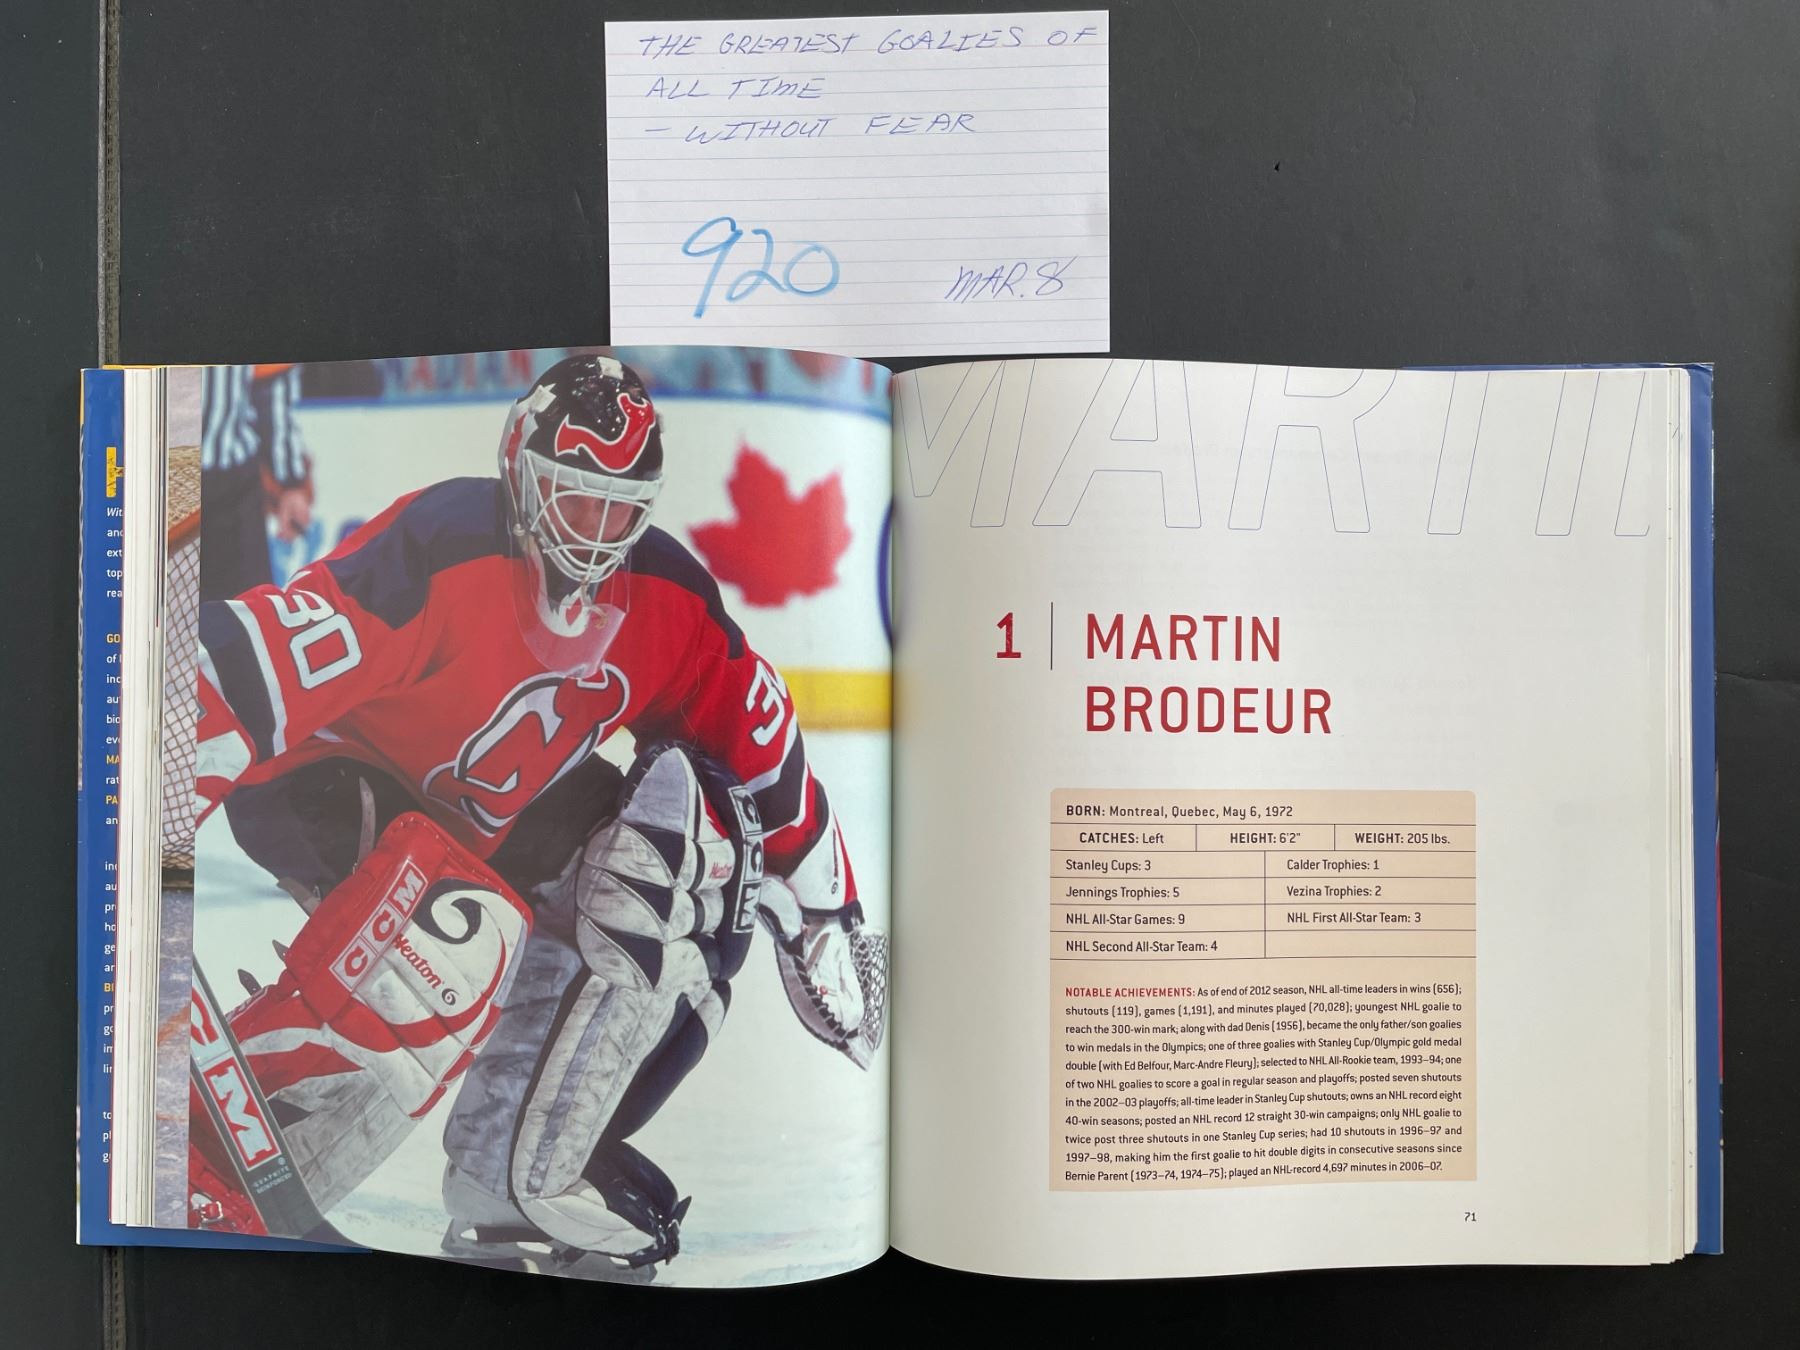 THE GREATEST GOALIES OF
ALL TIME
- WITHOUT FEAR
920
MAR. 8
MARTIN
1 | MARTIN
BRODEUR
BORN: Montreal, Quebec, May 6, 1972
CATCHES: Left HEIGHT: 6'2" WEIGHT: 205 lbs.
Stanley Cups: 3 Calder Trophies: 1
Jennings Trophies: 5 Vezina Trophies: 2
NHL All-Star Games: 9 NHL First All-Star Team: 3
NHL Second All-Star Team: 4
NOTABLE ACHIEVEMENTS: As of end of 2012 season, NHL all-time leaders in wins (656);
shutouts (119), games (1,191), and minutes played (70,028); youngest NHL goalie to
reach the 300-win mark; along with dad Denis (1956), became the only father/son goalies
to win medals in the Olympics; one of three goalies with Stanley Cup/Olympic gold medal
double (with Ed Belfour, Marc-Andre Fleury); selected to NHL All-Rookie team, 1993–94; one
of two NHL goalies to score a goal in regular season and playoffs; posted seven shutouts
in the 2002–03 playoffs; all-time leader in Stanley Cup shutouts; owns an NHL record eight
40-win seasons; posted an NHL record 12 straight 30-win campaigns; only NHL goalie to
twice post three shutouts in one Stanley Cup series; had 10 shutouts in 1996–97 and
1997–98, making him the first goalie to hit double digits in consecutive seasons since
Bernie Parent (1973–74, 1974–75); played an NHL-record 4,697 minutes in 2006–07.
71
30
CCM
Heaton 6
CCM
Heaton
CCM
GRAPHITE
REINFORCED